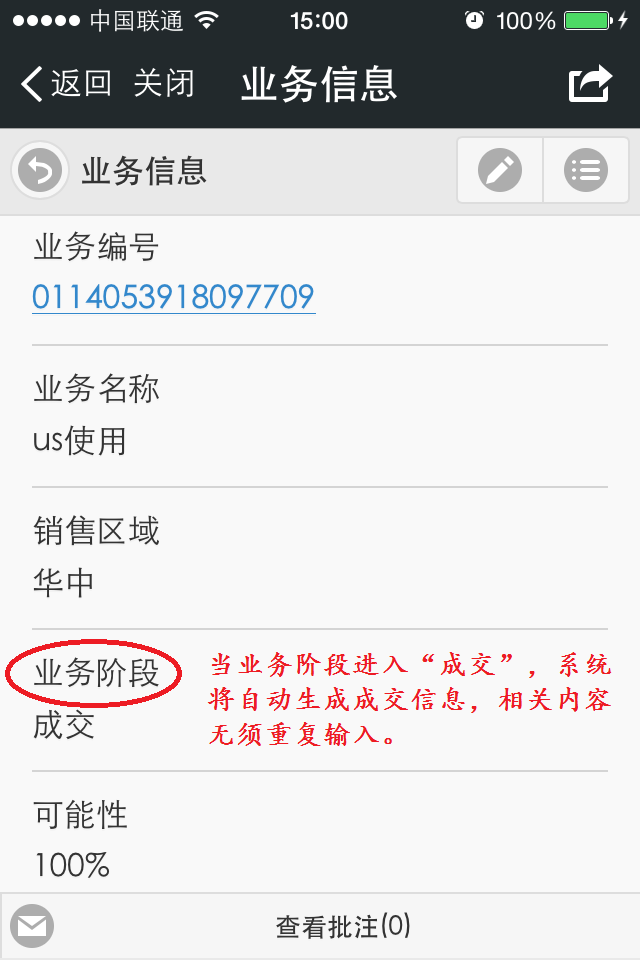 中国联通 15:00 100%
返回 关闭 业务信息
业务信息
业务编号
0114053918097709
业务名称
us使用
销售区域
华中
业务阶段
成交
当业务阶段进入“成交”，系统
将自动生成成交信息，相关内容
无须重复输入。
可能性
100%
查看批注(0)